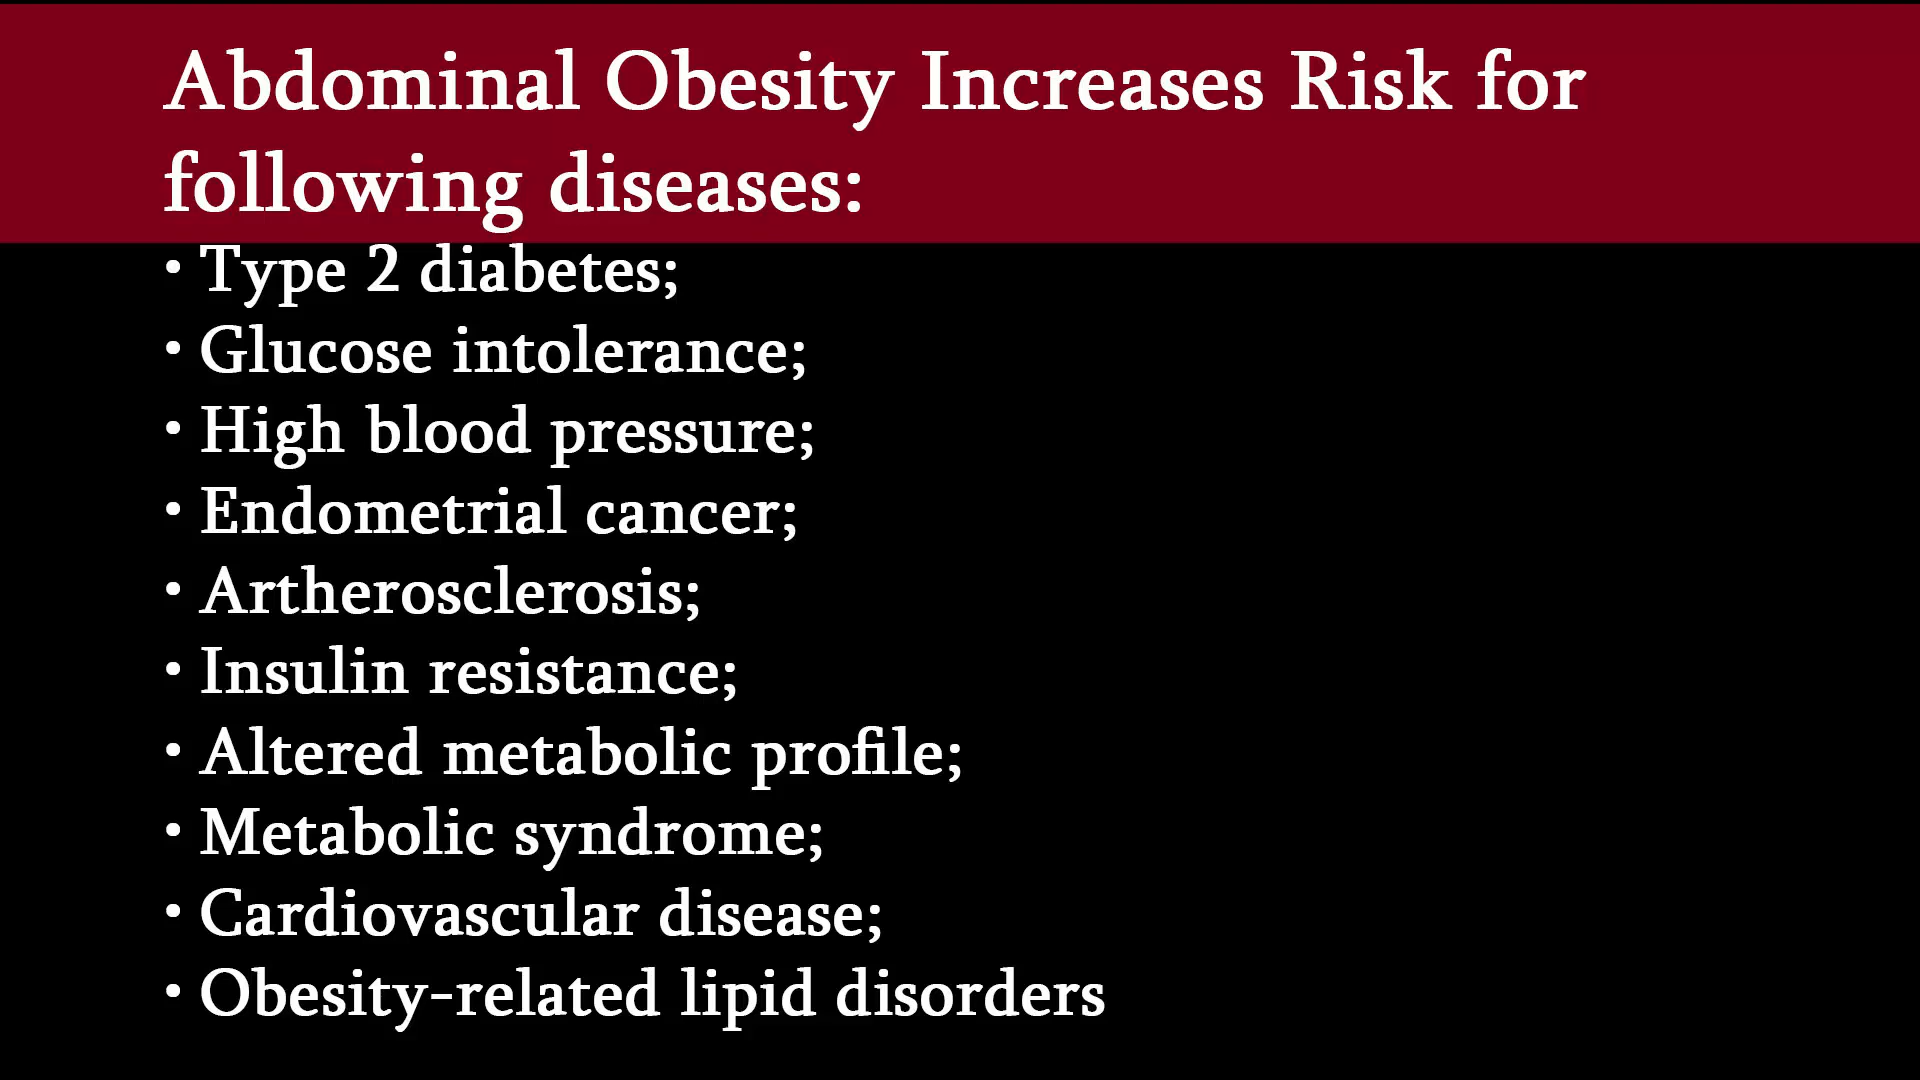 Abdominal Obesity Increases Risk for
following diseases:
• Type 2 diabetes;
• Glucose intolerance;
• High blood pressure;
• Endometrial cancer;
• Artherosclerosis;
• Insulin resistance;
• Altered metabolic profile;
• Metabolic syndrome;
• Cardiovascular disease;
• Obesity-related lipid disorders